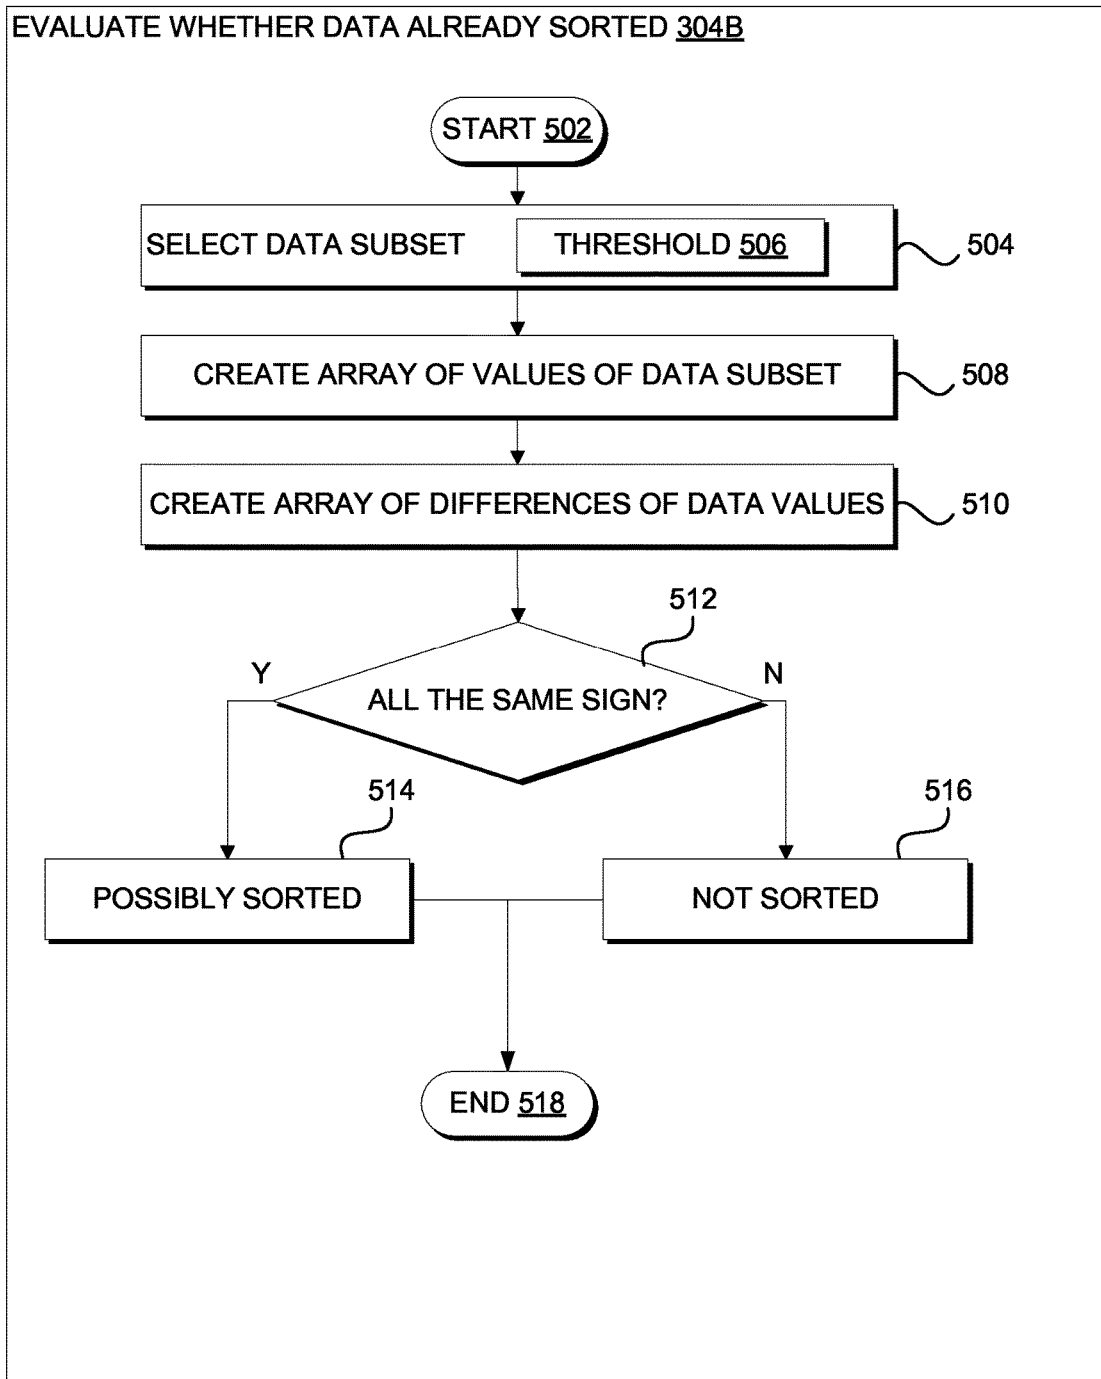 EVALUATE WHETHER DATA ALREADY SORTED 304B
START 502
SELECT DATA SUBSET
THRESHOLD 506
504
CREATE ARRAY OF VALUES OF DATA SUBSET
508
CREATE ARRAY OF DIFFERENCES OF DATA VALUES
510
512
Y
N
ALL THE SAME SIGN?
514
516
POSSIBLY SORTED
NOT SORTED
END 518